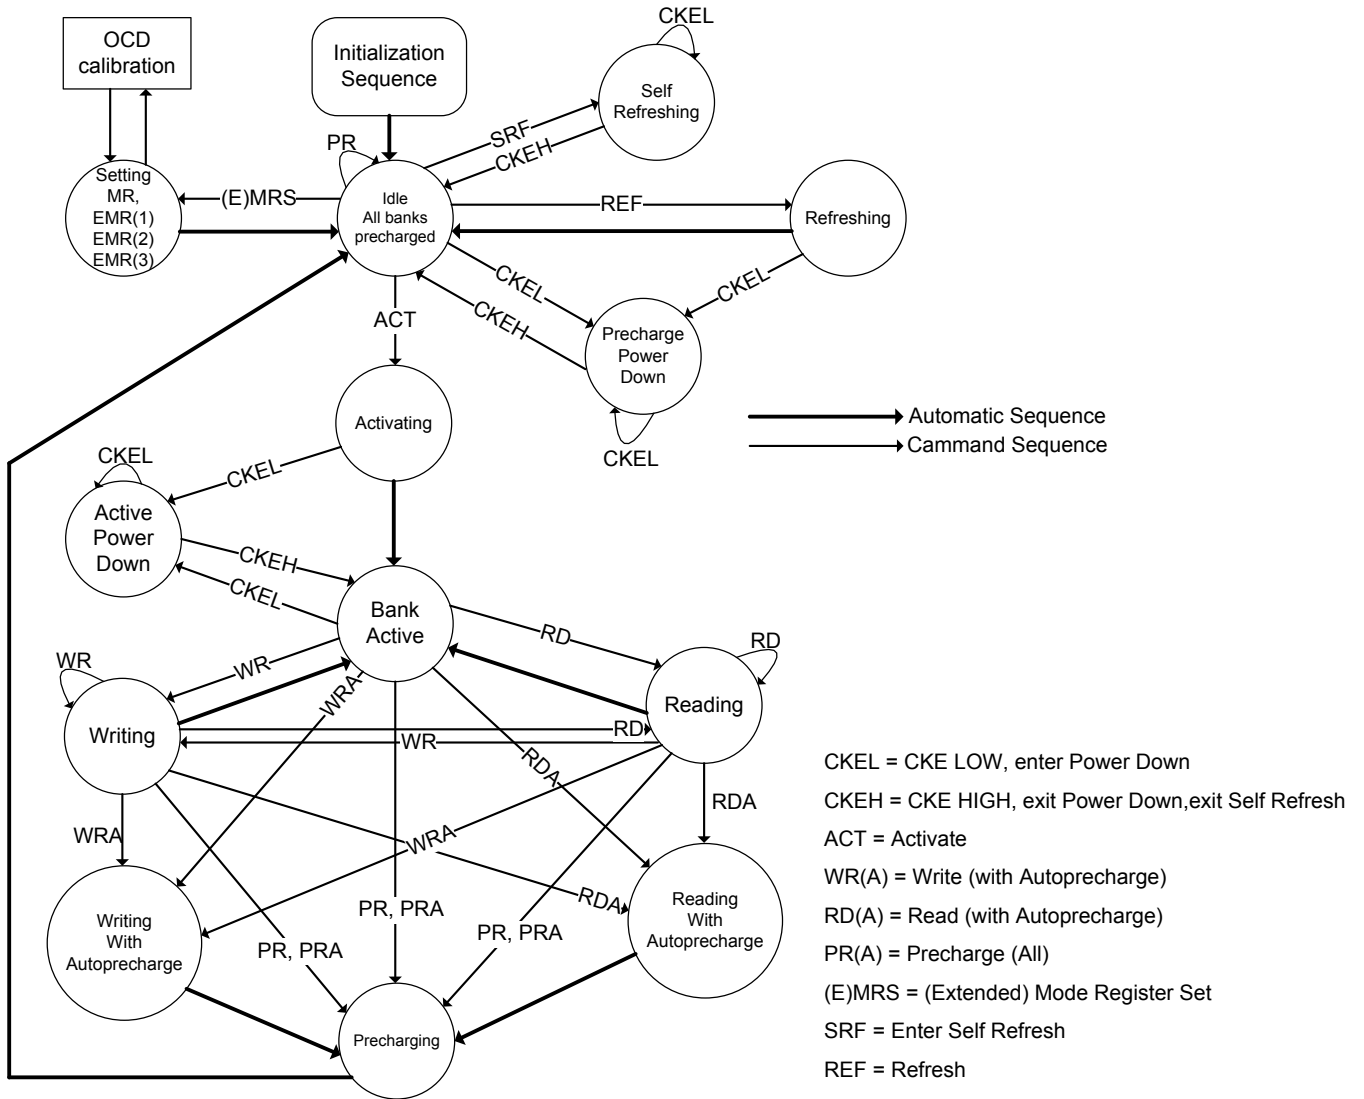 OCD
calibration
Initialization
Sequence
CKEL
Self
Refreshing
SRF
CKEH
PR
Setting
MR,
EMR(1)
EMR(2)
EMR(3)
(E)MRS
Idle
All banks
precharged
REF
Refreshing
CKEL
CKEH
CKEL
Precharge
Power
Down
CKEL
ACT
Activating
Automatic Sequence
Cammand Sequence
CKEL
CKEL
Active
Power
Down
CKEH
CKEL
Bank
Active
RD
RD
WR
WR
WRA
Reading
Writing
RD
WR
RDA
RDA
WRA
WRA
RDA
PR, PRA
PR, PRA
PR, PRA
Writing
With
Autoprecharge
Reading
With
Autoprecharge
Precharging
CKEL = CKE LOW, enter Power Down
CKEH = CKE HIGH, exit Power Down,exit Self Refresh
ACT = Activate
WR(A) = Write (with Autoprecharge)
RD(A) = Read (with Autoprecharge)
PR(A) = Precharge (All)
(E)MRS = (Extended) Mode Register Set
SRF = Enter Self Refresh
REF = Refresh